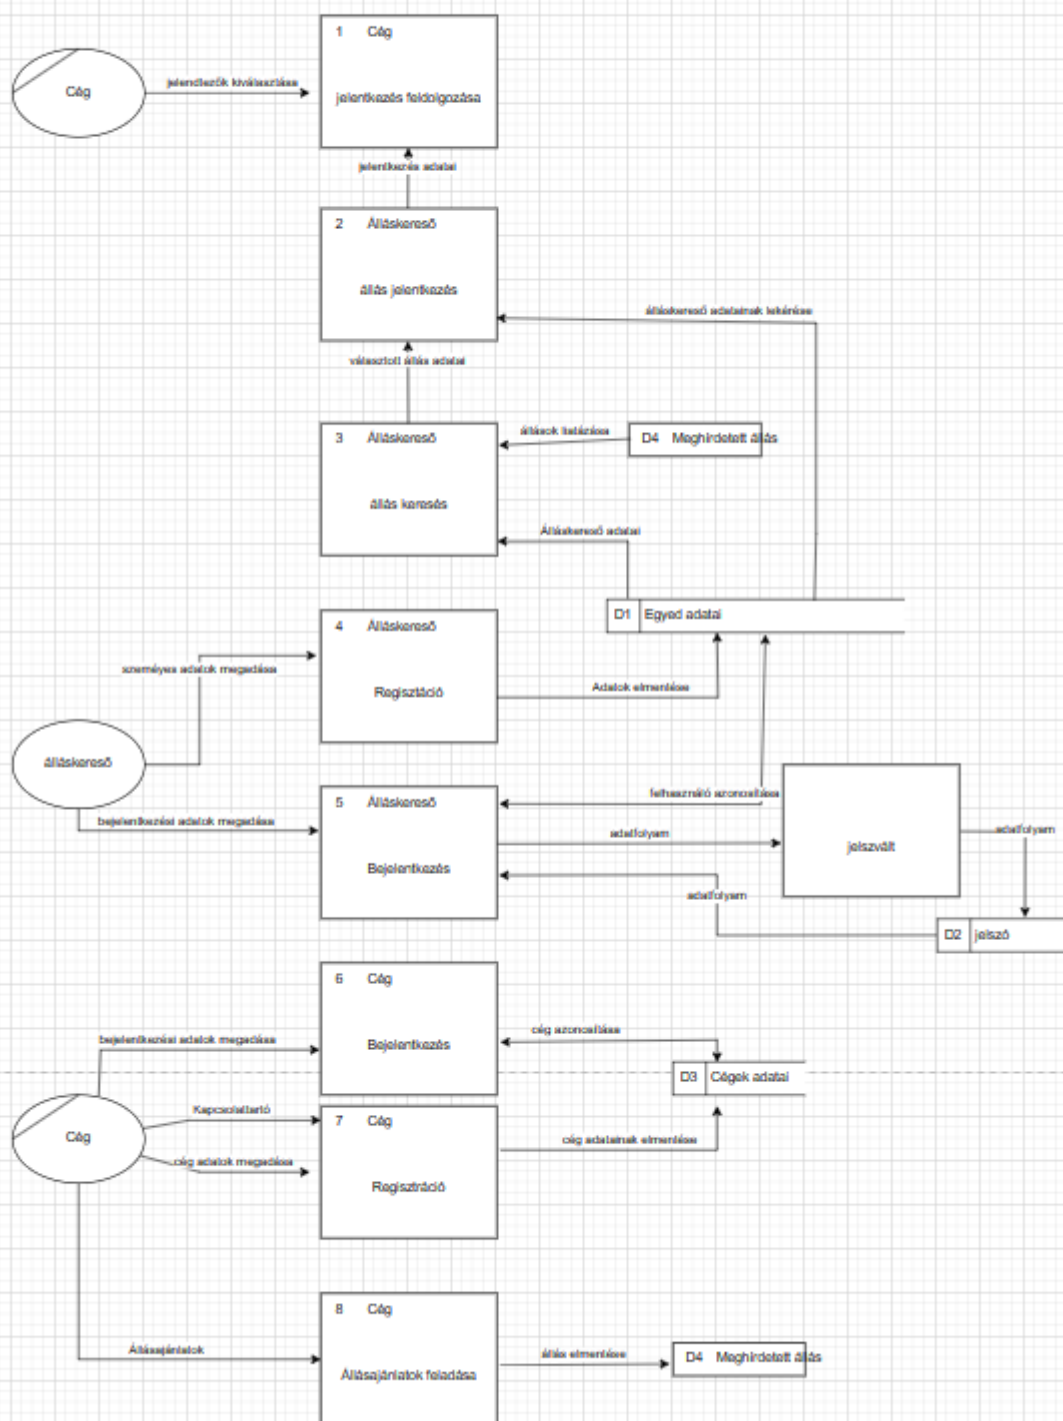 1 Cég
Cég
jelentkezők kiválasztása
jelentkezés feldolgozása
jelentkezés adatai
2 Álláskereső
állás jelentkezés
álláskereső adatainak lekérése
választott állás adatai
3 Álláskereső
állások listázása
D4 Meghirdetett állás
állás keresés
Álláskereső adatai
D1 Egyed adatai
4 Álláskereső
személyes adatok megadása
Regisztáció
Adatok elmentése
álláskereső
5 Álláskereső
felhasználó azonosítása
bejelentkezési adatok megadása
adatfolyam
adatfolyam
jelszvált
Bejelentkezés
adatfolyam
D2 jelszó
6 Cég
cég azonosítása
bejelentkezési adatok megadása
Bejelentkezés
D3 Cégek adatai
Kapcsolattartó
7 Cég
Cég
cég adatainak elmentése
cég adatok megadása
Regisztráció
8 Cég
Állásajánlatok
állás elmentése
D4 Meghirdetett állás
Állásajánlatok feladása